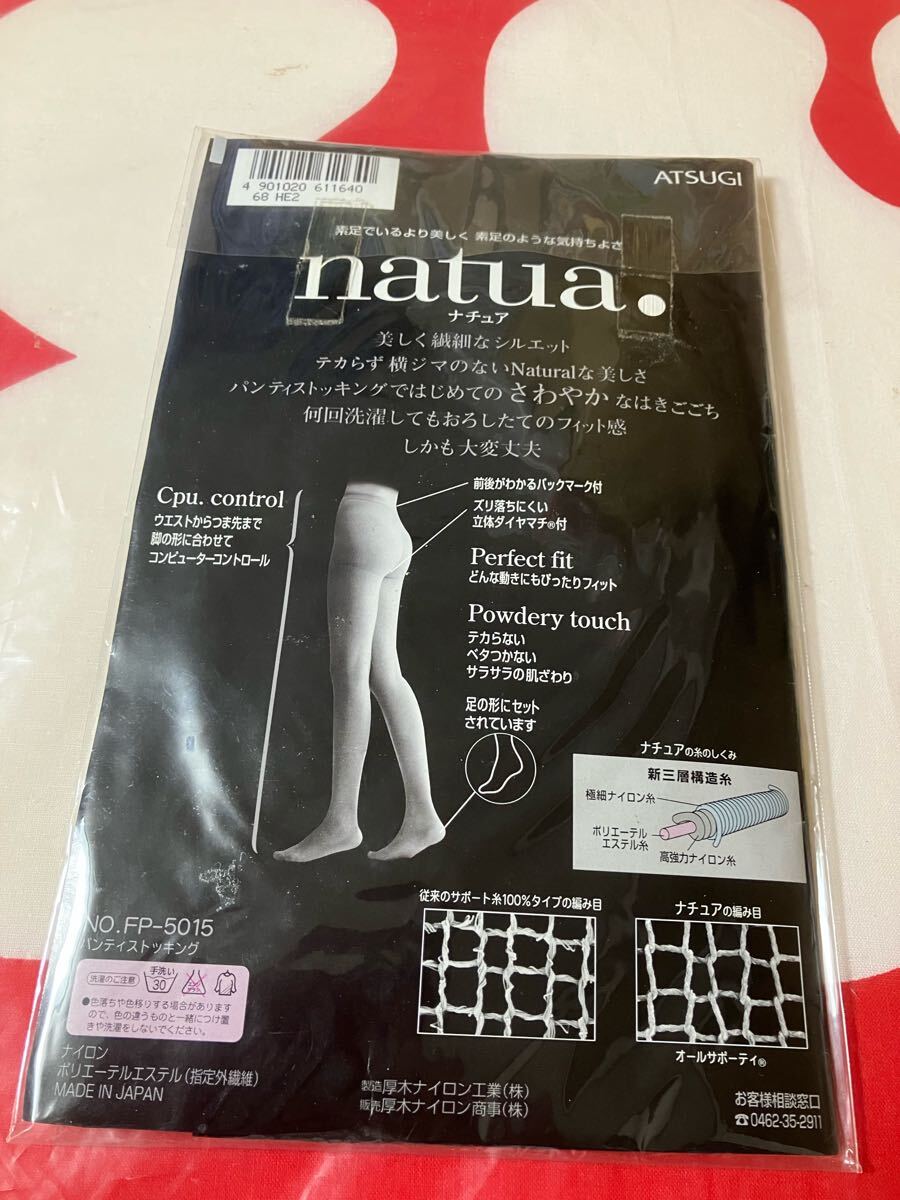 4 901020 611640
68 HE2
ATSUGI
素足でいるより美しく 素足のような気持ちよさ
natua.
ナチュア
美しく繊細なシルエット
テカらず横ジマのないNaturalな美しさ
パンティストッキングではじめての さわやか なはきごごち
何回洗濯してもおろしたてのフィット感
しかも大変丈夫
Cpu. control
ウエストからつま先まで
脚の形に合わせて
コンピューターコントロール
前後がわかるバックマーク付
ズリ落ちにくい
立体ダイヤマチ®付
Perfect fit
どんな動きにもぴったりフィット
Powdery touch
テカらない
ベタつかない
サラサラの肌ざわり
足の形にセット
されています
ナチュアの糸のしくみ
新三層構造糸
極細ナイロン糸
ポリエーテル
エステル糸
高強力ナイロン糸
従来のサポート糸100%タイプの編み目
ナチュアの編み目
オールサポーティ®
NO. FP-5015
パンティストッキング
洗濯のご注意
手洗い
30
●色落ちや色移りする場合があります
ので、色の違うものと一緒につけ置
きや洗濯をしないでください。
ナイロン
ポリエーテルエステル(指定外繊維)
MADE IN JAPAN
製造 厚木ナイロン工業(株)
販売 厚木ナイロン商事(株)
お客様相談窓口
☎0462-35-2911